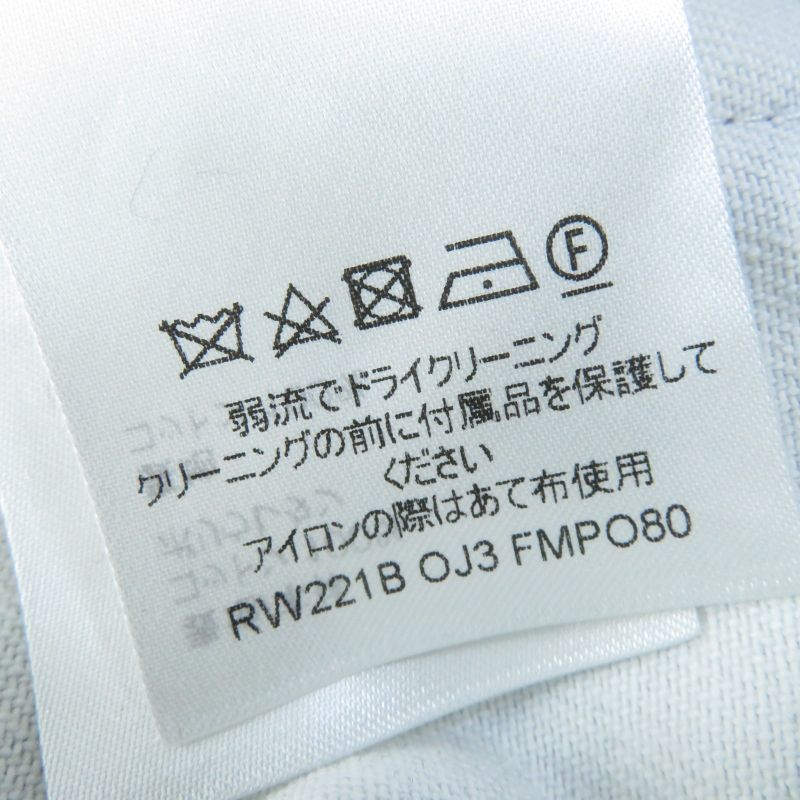 F
弱流でドライクリーニング
クリーニングの前に付属品を保護して
ください
アイロンの際はあて布使用
RW221B OJ3 FMPO80